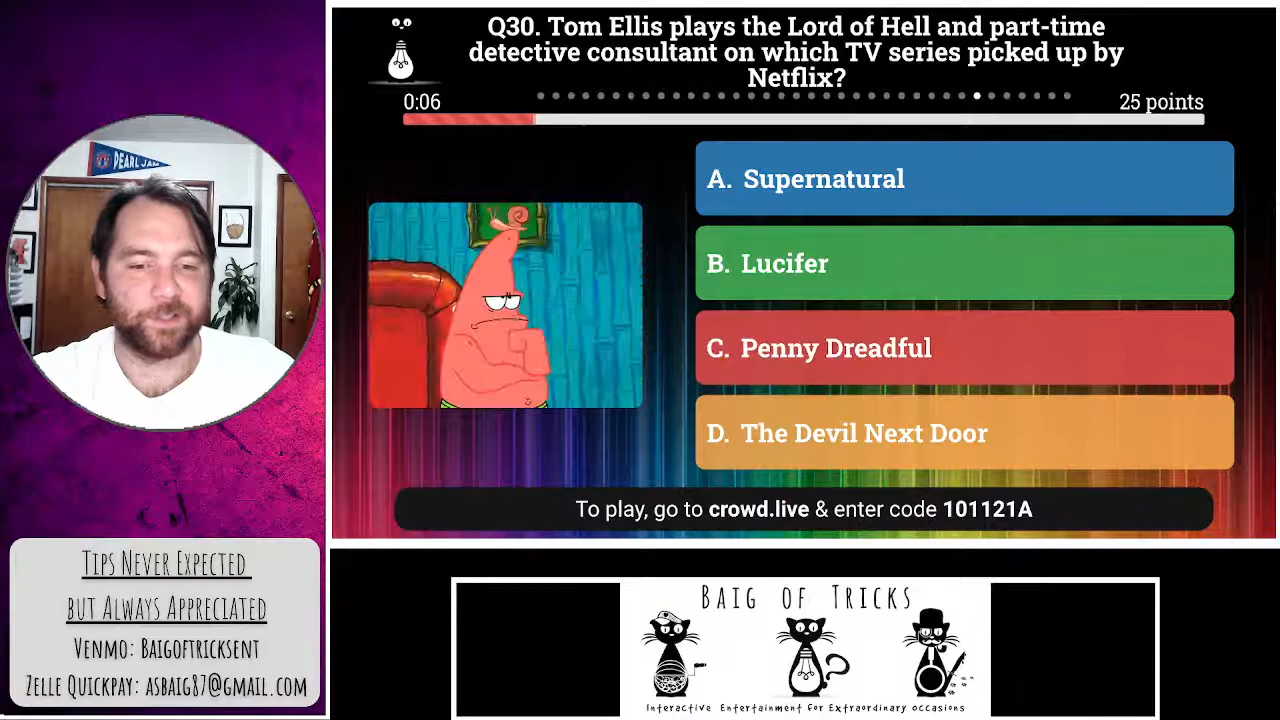 PEARL JAM
TIPS NEVER EXPECTED
BUT ALWAYS APPRECIATED
VENMO: BAIGOFTRICKSENT
ZELLE QUICKPAY: ASBAIG87@GMAIL.COM
Q30. Tom Ellis plays the Lord of Hell and part-time
detective consultant on which TV series picked up by
Netflix?
0:06
25 points
A. Supernatural
B. Lucifer
C. Penny Dreadful
D. The Devil Next Door
To play, go to crowd.live & enter code 101121A
BAIG OF TRICKS
Interactive Entertainment for Extraordinary Occasions